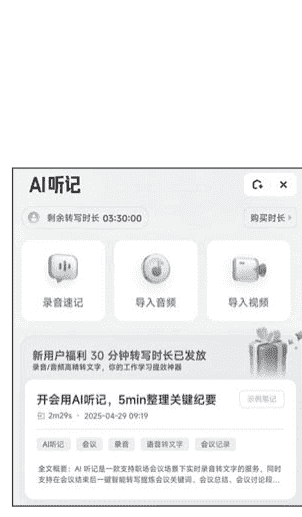 AI听记
剩余转写时长 03:30:00
购买时长 >
录音速记
导入音频
导入视频
新用户福利 30 分钟转写时长已发放
录音/音频高精转文字，你的工作学习提效神器
开会用AI听记，5min整理关键纪要
示例笔记
2m29s · 2025-04-29 09:19
AI听记 会议 录音 语音转文字 会议记录
全文概要：AI 听记是一款支持职场会议场景下实时录音转文字的服务，同时
支持在会议结束后一键智能转写提炼会议关键词、会议总结、会议讨论段...